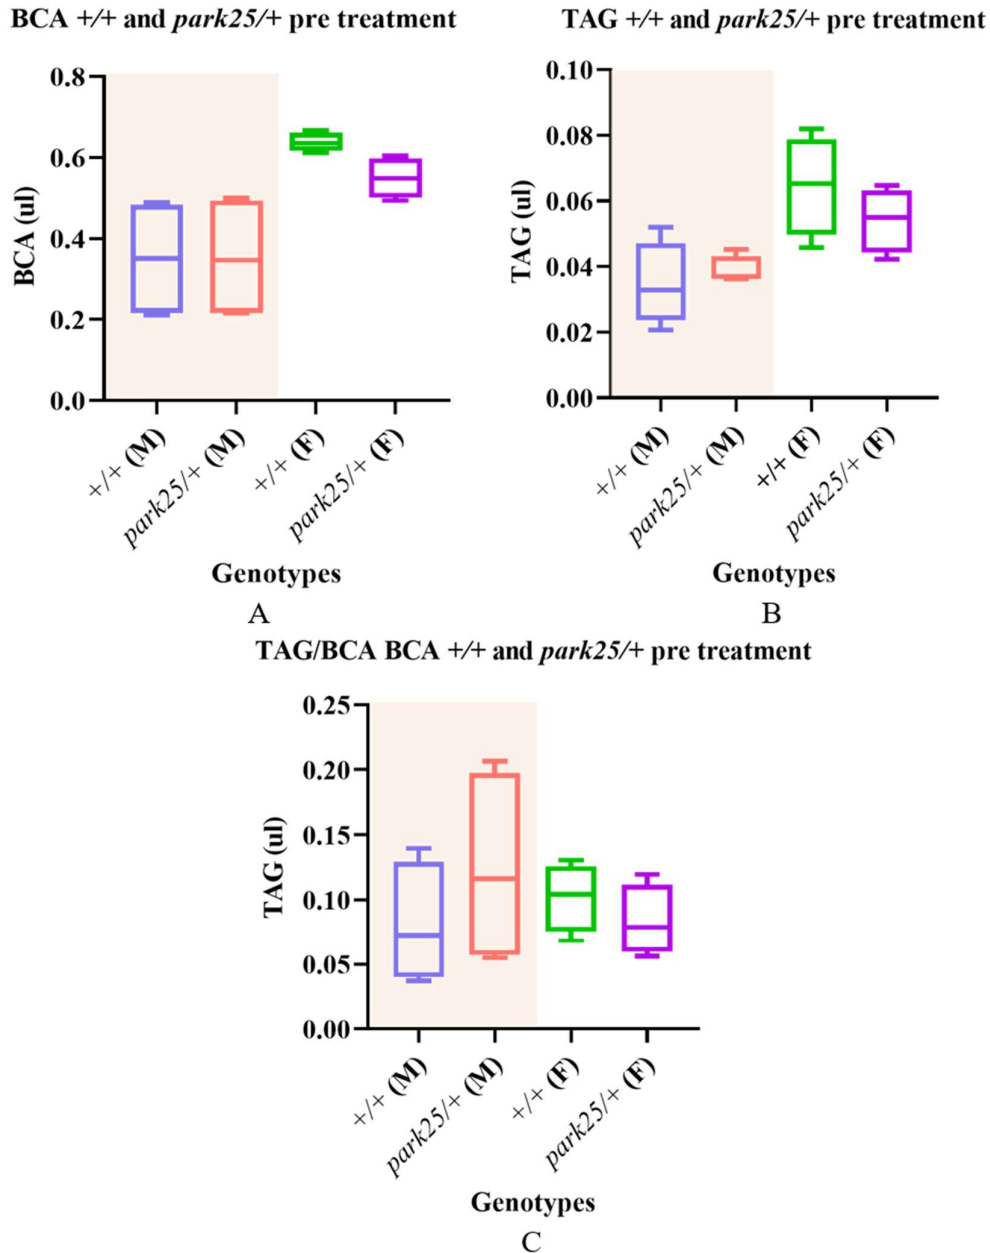 BCA +/+ and park25/+ pre treatment
0.8
0.6
0.4
0.2
0.0
BCA (ul)
+/+ (M)
park25/+ (M)
+/+ (F)
park25/+ (F)
Genotypes
A
TAG +/+ and park25/+ pre treatment
0.10
0.08
0.06
0.04
0.02
0.00
TAG (ul)
+/+ (M)
park25/+ (M)
+/+ (F)
park25/+ (F)
Genotypes
B
TAG/BCA BCA +/+ and park25/+ pre treatment
0.25
0.20
0.15
0.10
0.05
0.00
TAG (ul)
+/+ (M)
park25/+ (M)
+/+ (F)
park25/+ (F)
Genotypes
C